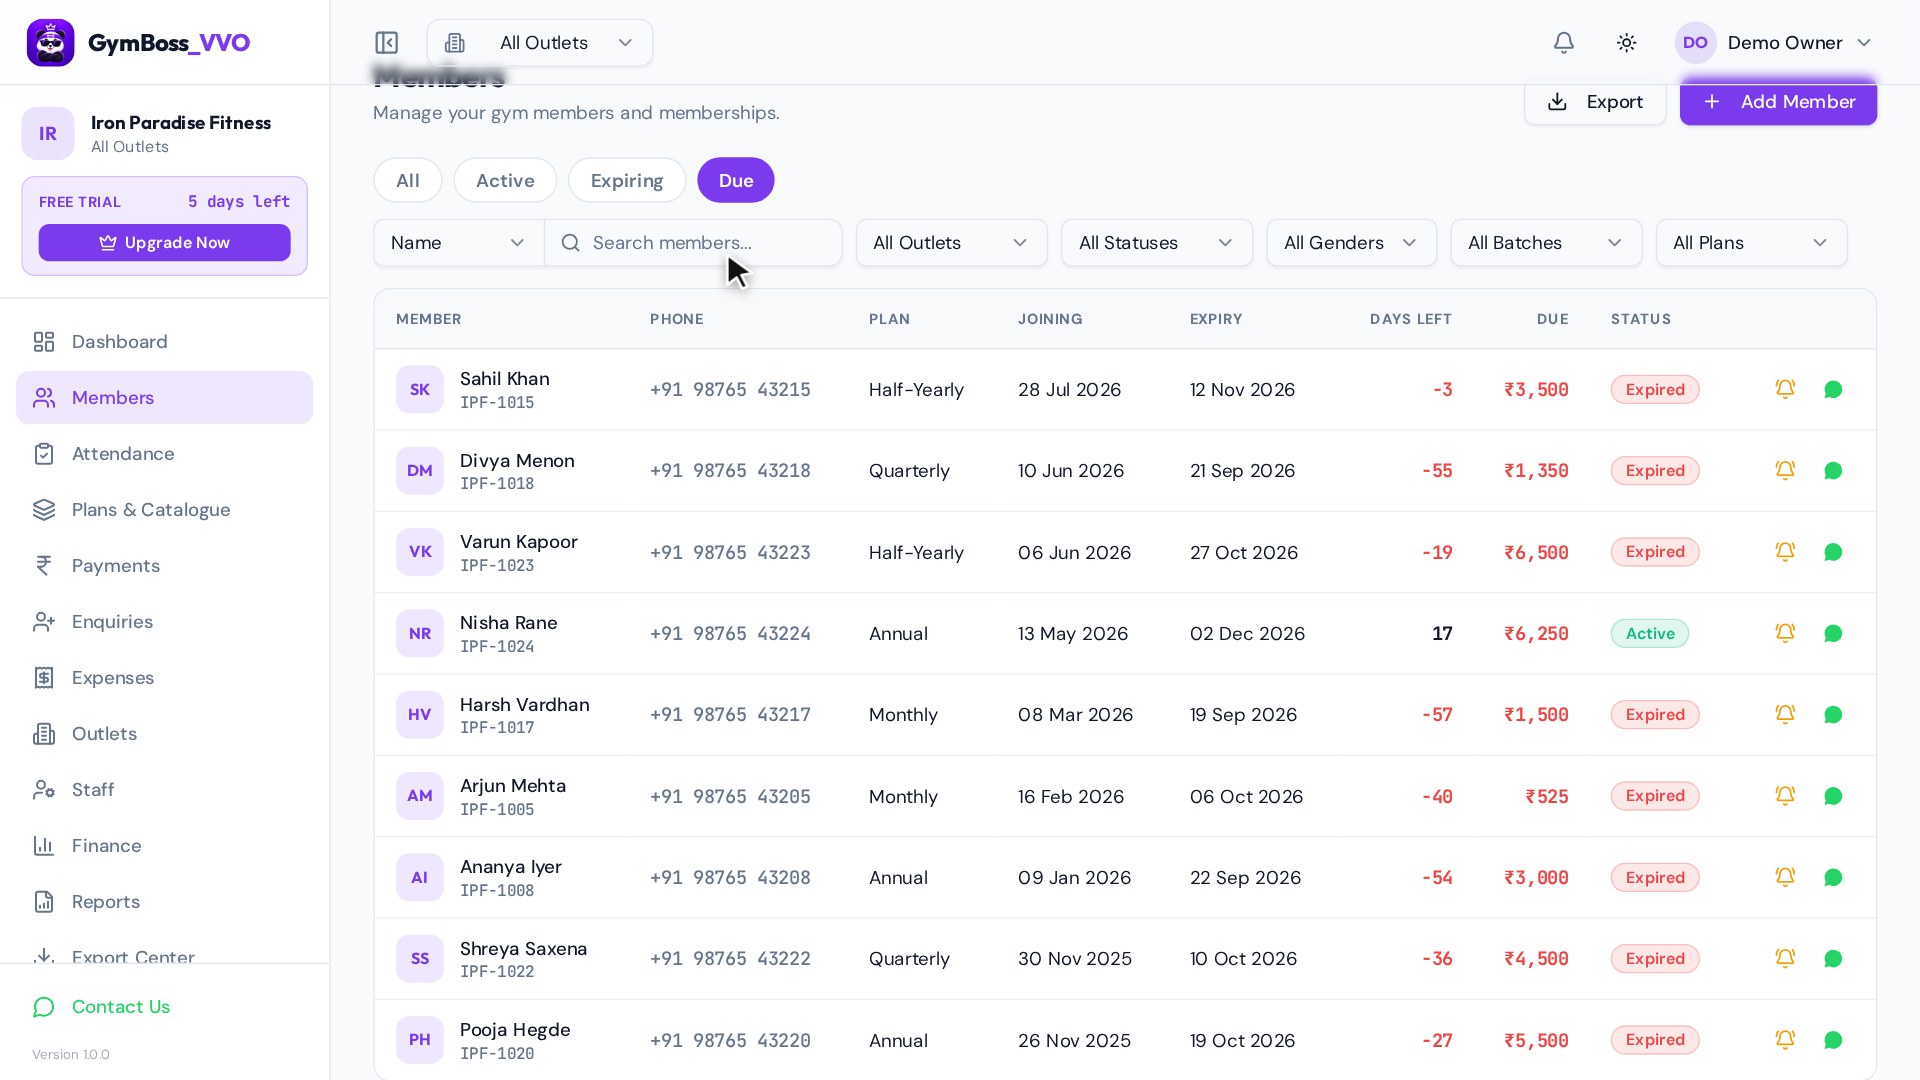 GymBoss_VVO
All Outlets
DO Demo Owner
IR Iron Paradise Fitness
All Outlets
FREE TRIAL 5 days left
Upgrade Now
Dashboard
Members
Attendance
Plans & Catalogue
Payments
Enquiries
Expenses
Outlets
Staff
Finance
Reports
Export Center
Contact Us
Version 1.0.0
Members
Manage your gym members and memberships.
Export
Add Member
All Active Expiring Due
Name Search members... All Outlets All Statuses All Genders All Batches All Plans
MEMBER PHONE PLAN JOINING EXPIRY DAYS LEFT DUE STATUS
SK Sahil Khan IPF-1015 +91 98765 43215 Half-Yearly 28 Jul 2026 12 Nov 2026 -3 ₹3,500 Expired
DM Divya Menon IPF-1018 +91 98765 43218 Quarterly 10 Jun 2026 21 Sep 2026 -55 ₹1,350 Expired
VK Varun Kapoor IPF-1023 +91 98765 43223 Half-Yearly 06 Jun 2026 27 Oct 2026 -19 ₹6,500 Expired
NR Nisha Rane IPF-1024 +91 98765 43224 Annual 13 May 2026 02 Dec 2026 17 ₹6,250 Active
HV Harsh Vardhan IPF-1017 +91 98765 43217 Monthly 08 Mar 2026 19 Sep 2026 -57 ₹1,500 Expired
AM Arjun Mehta IPF-1005 +91 98765 43205 Monthly 16 Feb 2026 06 Oct 2026 -40 ₹525 Expired
AI Ananya Iyer IPF-1008 +91 98765 43208 Annual 09 Jan 2026 22 Sep 2026 -54 ₹3,000 Expired
SS Shreya Saxena IPF-1022 +91 98765 43222 Quarterly 30 Nov 2025 10 Oct 2026 -36 ₹4,500 Expired
PH Pooja Hegde IPF-1020 +91 98765 43220 Annual 26 Nov 2025 19 Oct 2026 -27 ₹5,500 Expired